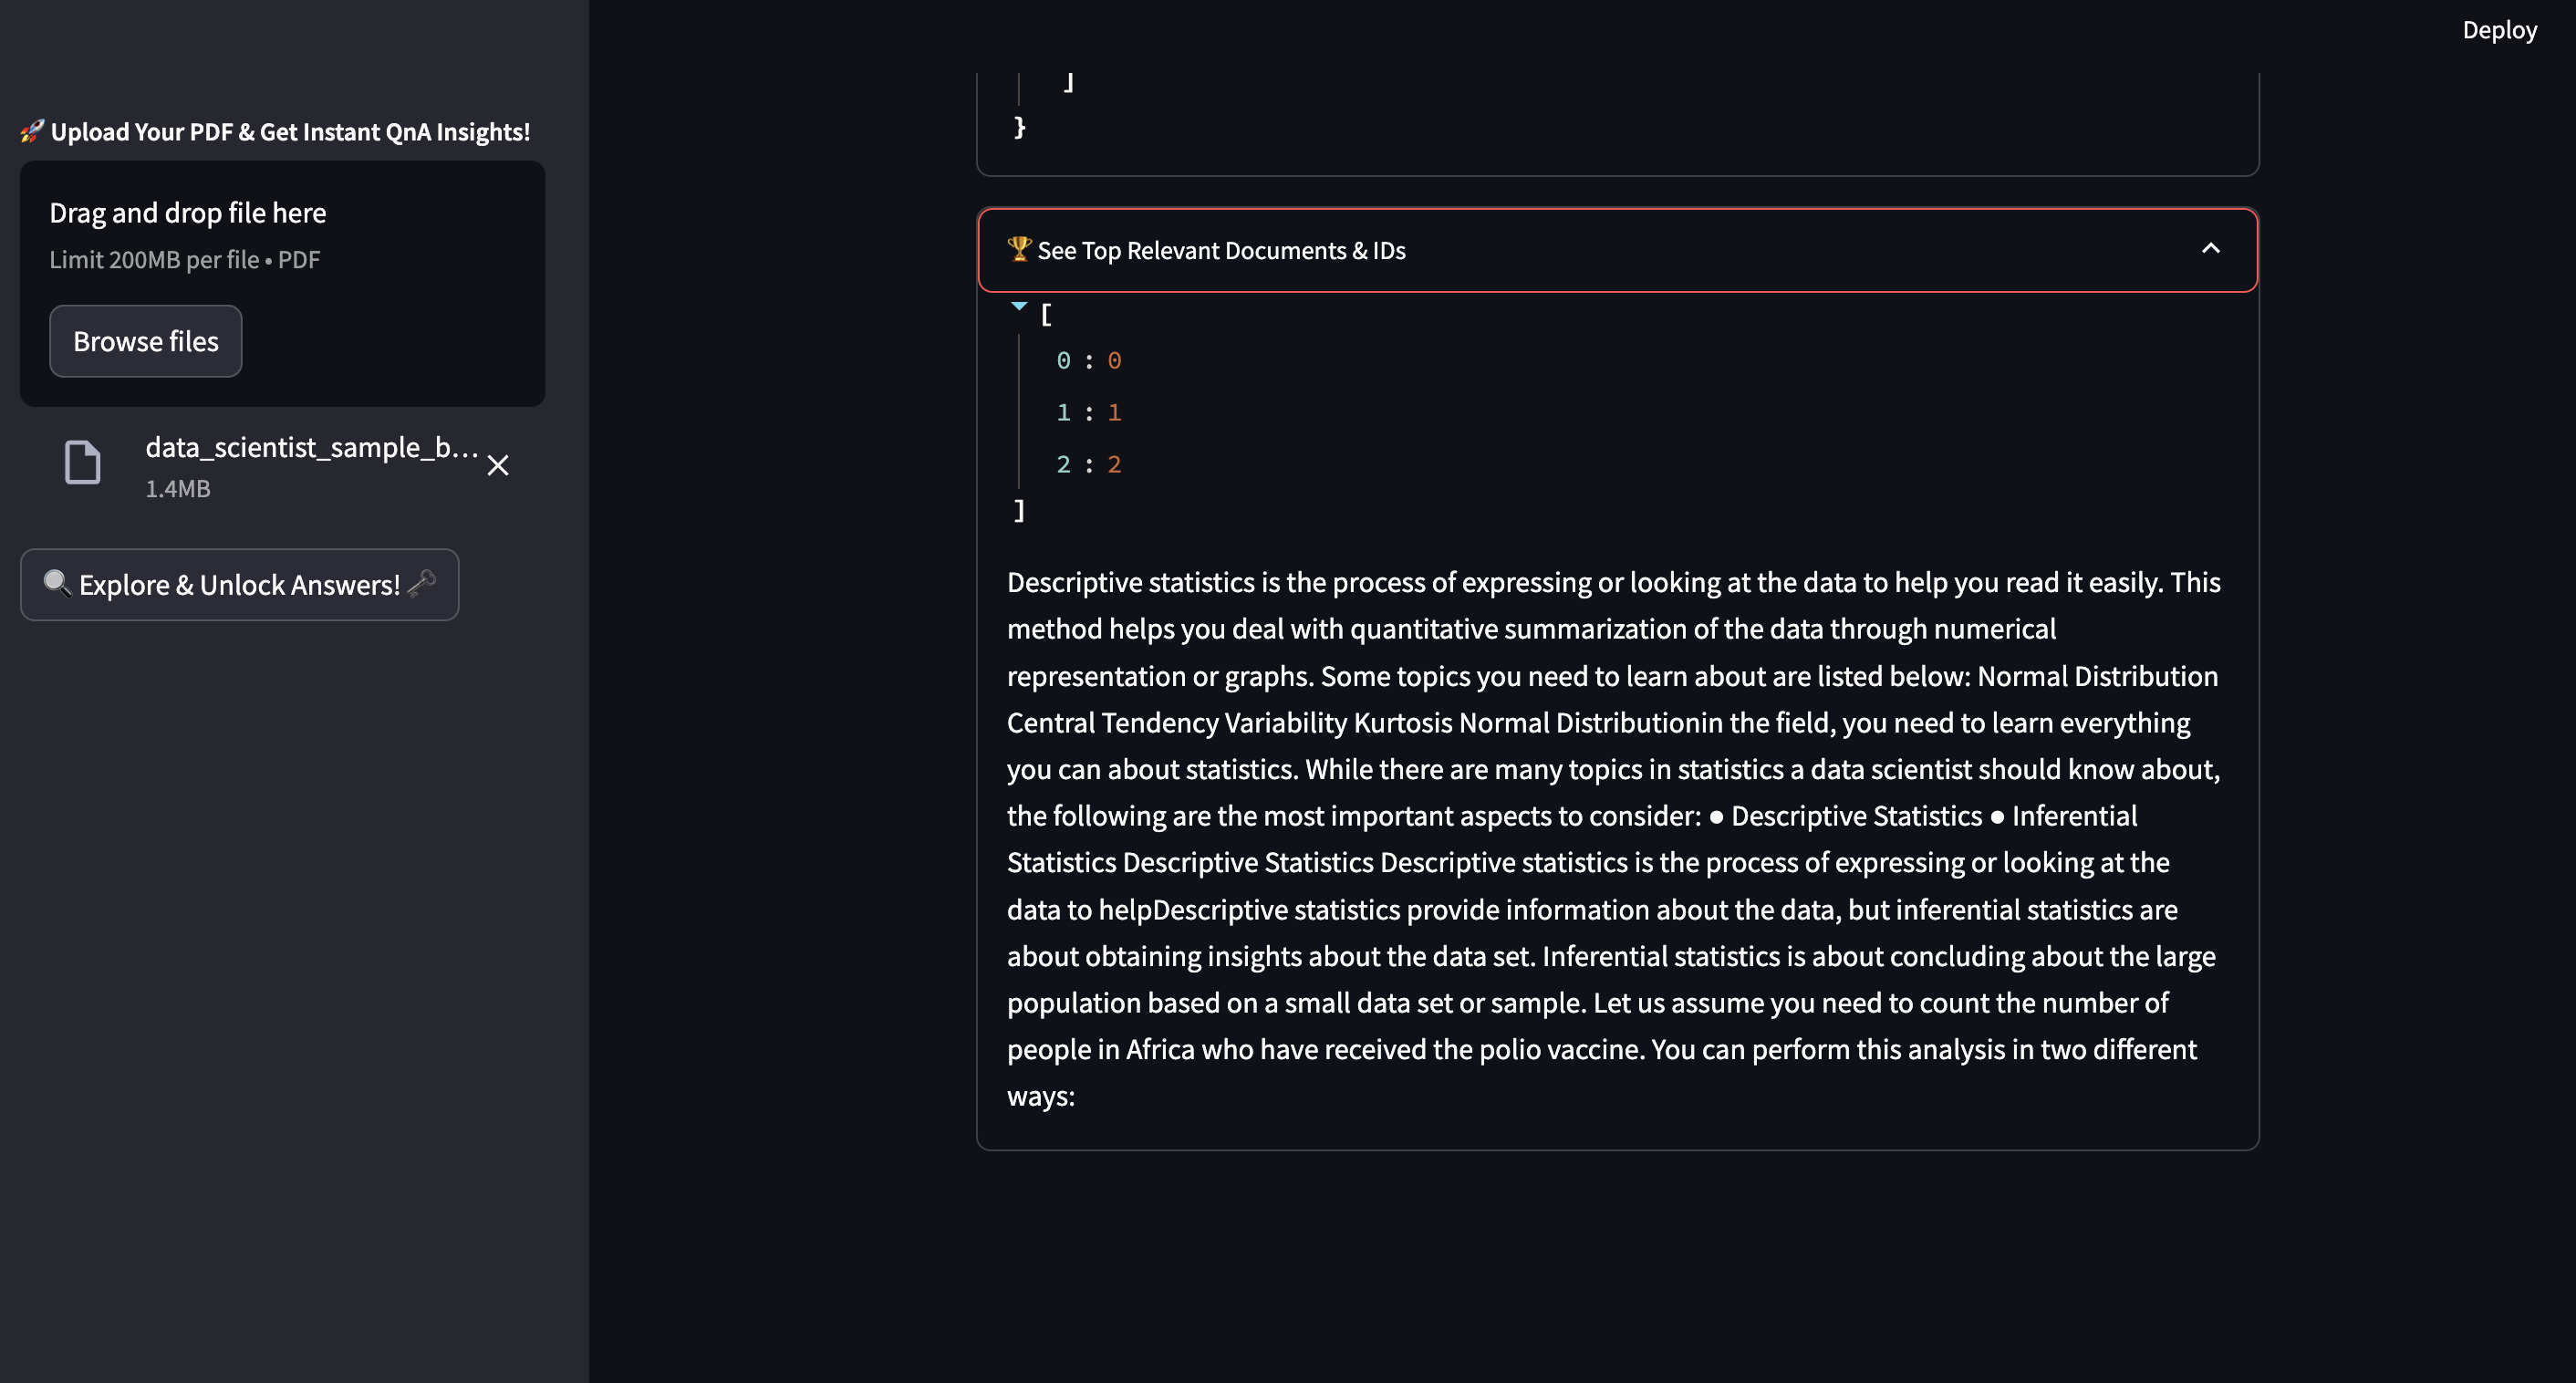 Deploy
🚀 Upload Your PDF & Get Instant QnA Insights!
Drag and drop file here
Limit 200MB per file • PDF
Browse files
data_scientist_sample_b...
1.4MB
🔍 Explore & Unlock Answers! 🗝️
]
}
🏆 See Top Relevant Documents & IDs
[
0 : 0
1 : 1
2 : 2
]
Descriptive statistics is the process of expressing or looking at the data to help you read it easily. This
method helps you deal with quantitative summarization of the data through numerical
representation or graphs. Some topics you need to learn about are listed below: Normal Distribution
Central Tendency Variability Kurtosis Normal Distributionin the field, you need to learn everything
you can about statistics. While there are many topics in statistics a data scientist should know about,
the following are the most important aspects to consider: ● Descriptive Statistics ● Inferential
Statistics Descriptive Statistics Descriptive statistics is the process of expressing or looking at the
data to helpDescriptive statistics provide information about the data, but inferential statistics are
about obtaining insights about the data set. Inferential statistics is about concluding about the large
population based on a small data set or sample. Let us assume you need to count the number of
people in Africa who have received the polio vaccine. You can perform this analysis in two different
ways: